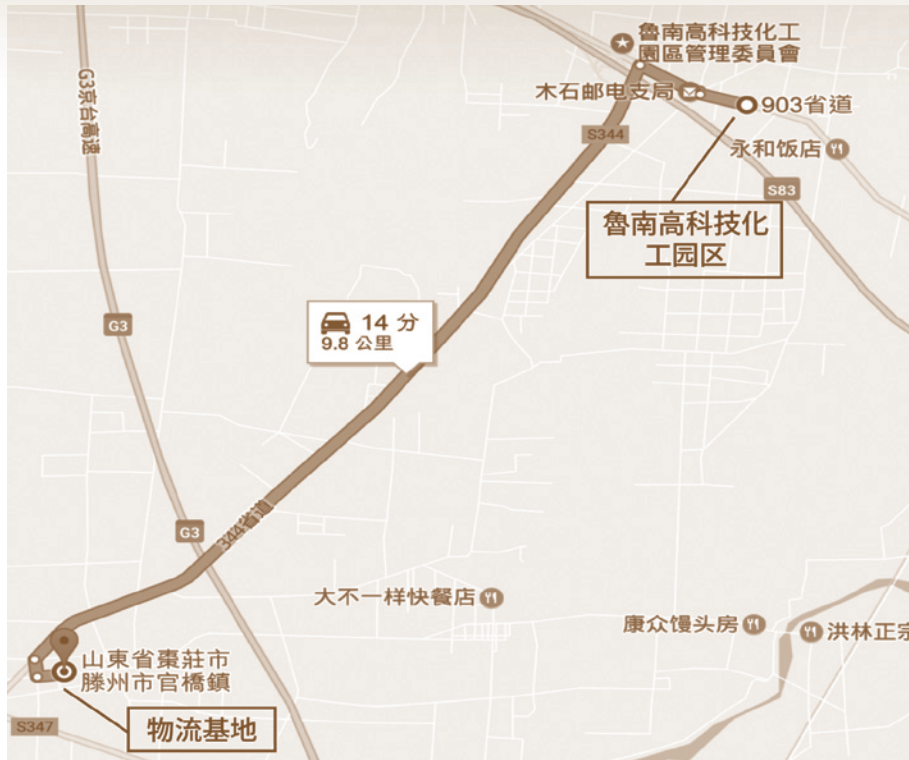 魯南高科技化工
園區管理委員會
木石邮电支局
903省道
S344
永和饭店
S83
G3京台高速
魯南高科技化
工园区
14 分
9.8 公里
G3
G3
344省道
大不一样快餐店
康众馒头房
洪林正宗
山東省棗莊市
滕州市官橋鎮
S347
物流基地